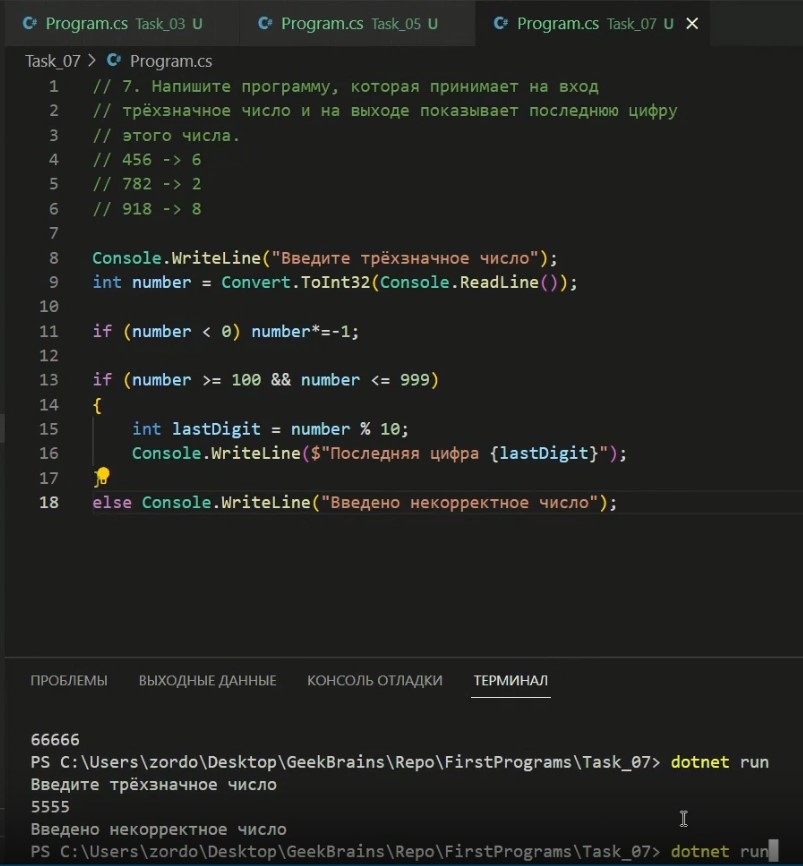 C# Program.cs Task_03 U C# Program.cs Task_05 U C# Program.cs Task_07 U ×
Task_07 > C# Program.cs
1 // 7. Напишите программу, которая принимает на вход
2 // трёхзначное число и на выходе показывает последнюю цифру
3 // этого числа.
4 // 456 -> 6
5 // 782 -> 2
6 // 918 -> 8
7
8 Console.WriteLine("Введите трёхзначное число");
9 int number = Convert.ToInt32(Console.ReadLine());
10
11 if (number < 0) number*=-1;
12
13 if (number >= 100 && number <= 999)
14 {
15 int lastDigit = number % 10;
16 Console.WriteLine($"Последняя цифра {lastDigit}");
17 }
18 else Console.WriteLine("Введено некорректное число");
ПРОБЛЕМЫ ВЫХОДНЫЕ ДАННЫЕ КОНСОЛЬ ОТЛАДКИ ТЕРМИНАЛ
66666
PS C:\Users\zordo\Desktop\GeekBrains\Repo\FirstPrograms\Task_07> dotnet run
Введите трёхзначное число
5555
Введено некорректное число
PS C:\Users\zordo\Desktop\GeekBrains\Repo\FirstPrograms\Task_07> dotnet run